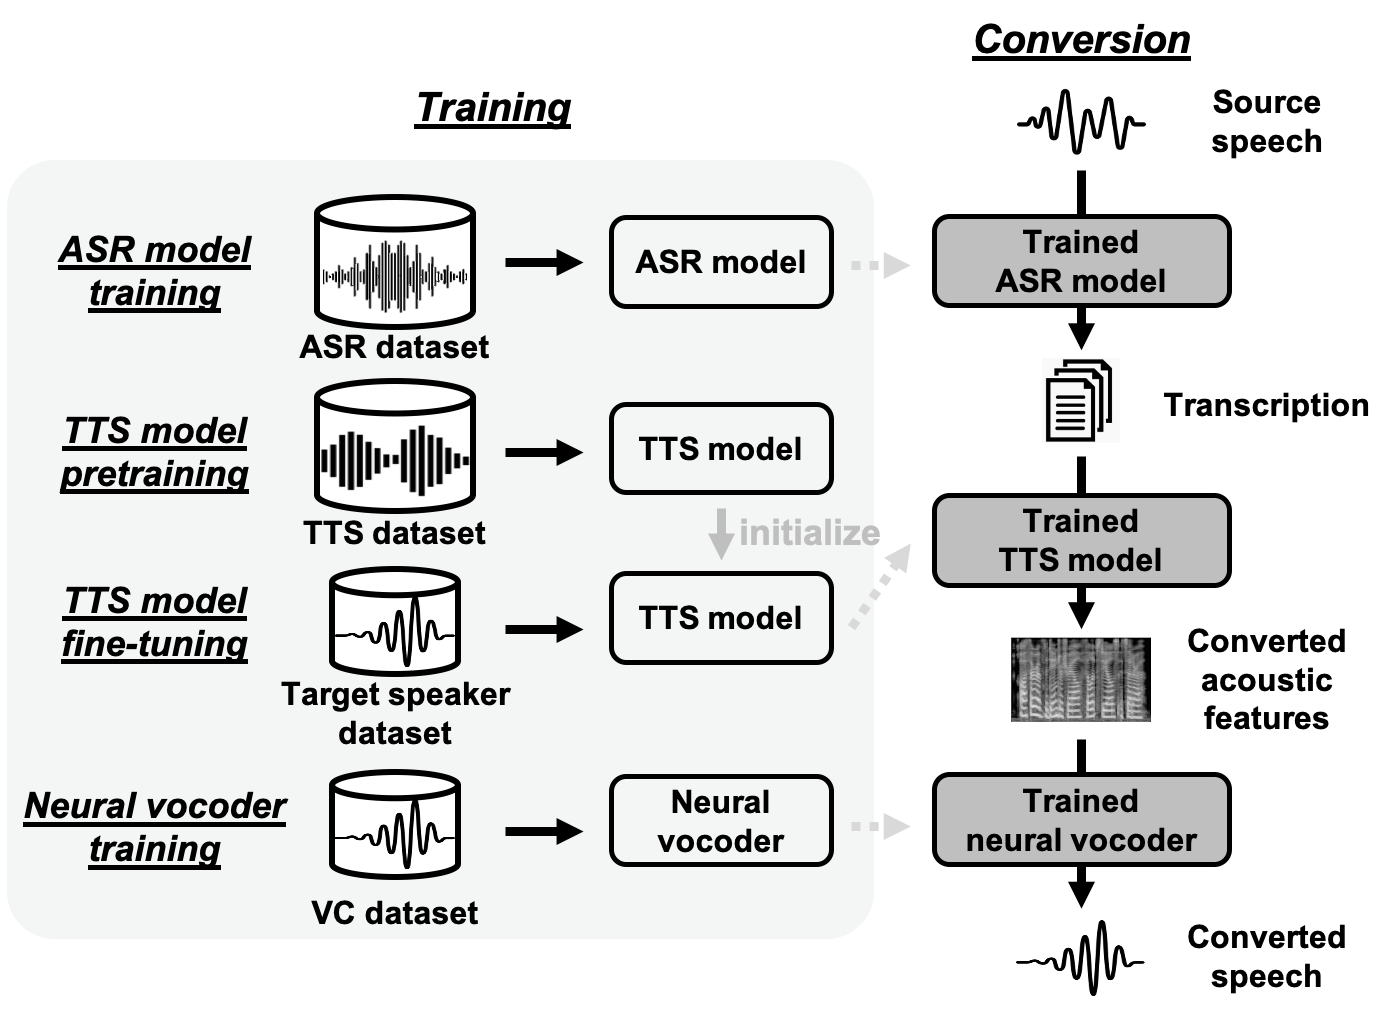 Training
ASR model
training
ASR dataset
ASR model
TTS model
pretraining
TTS dataset
TTS model
initialize
TTS model
fine-tuning
Target speaker
dataset
TTS model
Neural vocoder
training
VC dataset
Neural
vocoder
Conversion
Source
speech
Trained
ASR model
Transcription
Trained
TTS model
Converted
acoustic
features
Trained
neural vocoder
Converted
speech